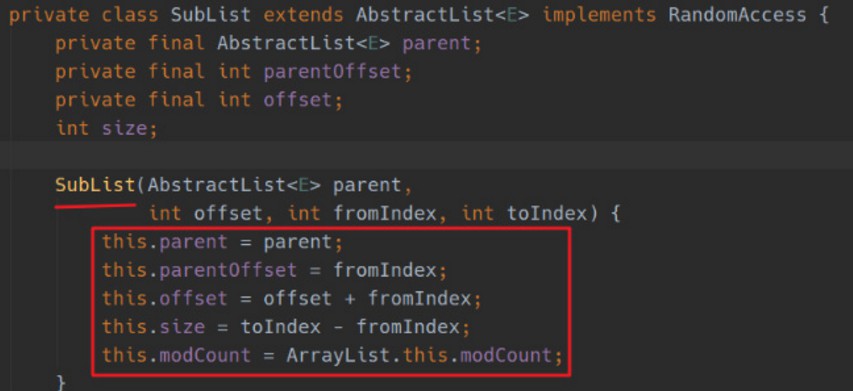 private class SubList extends AbstractList<E> implements RandomAccess {
    private final AbstractList<E> parent;
    private final int parentOffset;
    private final int offset;
    int size;
    SubList(AbstractList<E> parent,
            int offset, int fromIndex, int toIndex) {
        this.parent = parent;
        this.parentOffset = fromIndex;
        this.offset = offset + fromIndex;
        this.size = toIndex - fromIndex;
        this.modCount = ArrayList.this.modCount;
    }